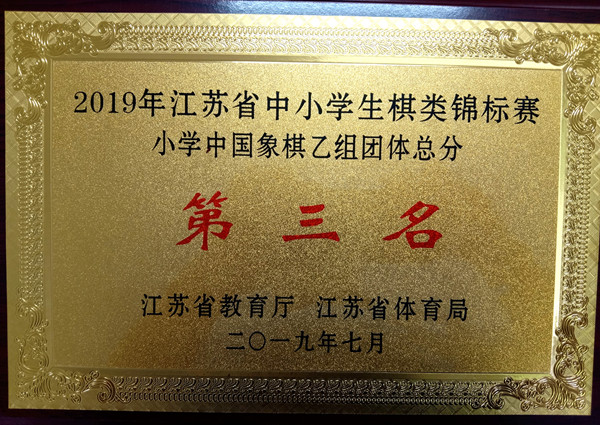 2019年江苏省中小学生棋类锦标赛
小学中国象棋乙组团体总分
第三名
江苏省教育厅 江苏省体育局
二〇一九年七月